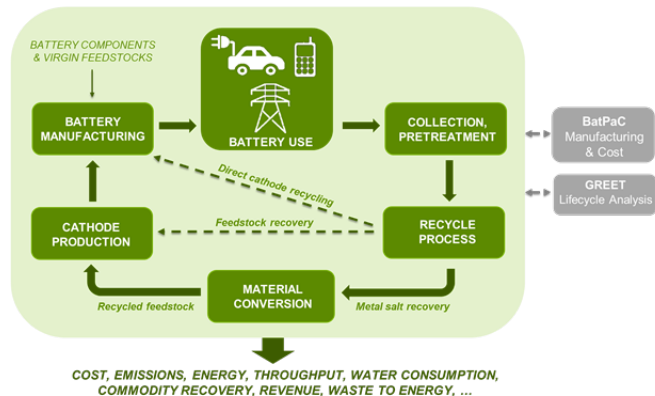 BATTERY COMPONENTS
& VIRGIN FEEDSTOCKS
BATTERY
MANUFACTURING
BATTERY USE
COLLECTION,
PRETREATMENT
BatPaC
Manufacturing
& Cost
Direct cathode recycling
GREET
Lifecycle Analysis
CATHODE
PRODUCTION
Feedstock recovery
RECYCLE
PROCESS
MATERIAL
CONVERSION
Recycled feedstock
Metal salt recovery
COST, EMISSIONS, ENERGY, THROUGHPUT, WATER CONSUMPTION,
COMMODITY RECOVERY, REVENUE, WASTE TO ENERGY, ...